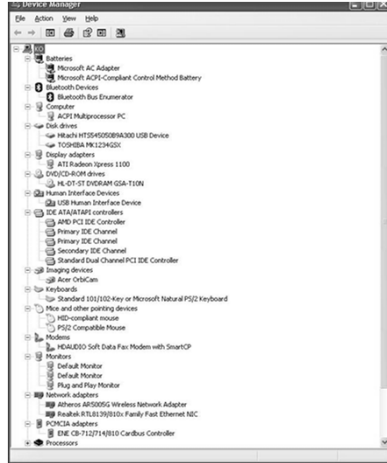 Device Manager
File Action View Help
Batteries
Microsoft AC Adapter
Microsoft ACPI-Compliant Control Method Battery
Bluetooth Devices
Bluetooth Bus Enumerator
Computer
ACPI Multiprocessor PC
Disk drives
Hitachi HTS545050B9A300 USB Device
TOSHIBA MK1234GSX
Display adapters
ATI Radeon Xpress 1100
DVD/CD-ROM drives
HL-DT-ST DVDRAM GSA-T10N
Human Interface Devices
USB Human Interface Device
IDE ATA/ATAPI controllers
AMD PCI IDE Controller
Primary IDE Channel
Primary IDE Channel
Secondary IDE Channel
Standard Dual Channel PCI IDE Controller
Imaging devices
Acer OrbiCam
Keyboards
Standard 101/102-Key or Microsoft Natural PS/2 Keyboard
Mice and other pointing devices
HID-compliant mouse
PS/2 Compatible Mouse
Modems
HDAUDIO Soft Data Fax Modem with SmartCP
Monitors
Default Monitor
Default Monitor
Plug and Play Monitor
Network adapters
Atheros AR5005G Wireless Network Adapter
Realtek RTL8139/810x Family Fast Ethernet NIC
PCMCIA adapters
ENE CB-712/714/810 Cardbus Controller
Processors